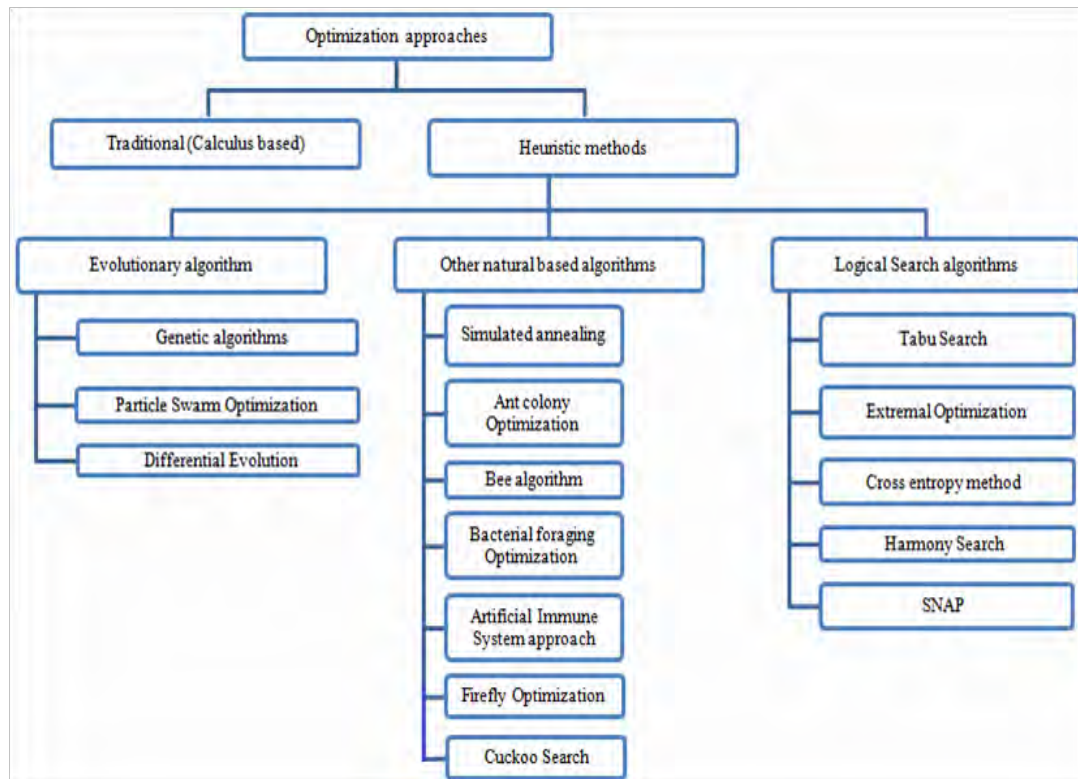 Optimization approaches
Traditional (Calculus based)
Heuristic methods
Evolutionary algorithm
Genetic algorithms
Particle Swarm Optimization
Differential Evolution
Other natural based algorithms
Simulated annealing
Ant colony
Optimization
Bee algorithm
Bacterial foraging
Optimization
Artificial Immune
System approach
Firefly Optimization
Cuckoo Search
Logical Search algorithms
Tabu Search
Extremal Optimization
Cross entropy method
Harmony Search
SNAP